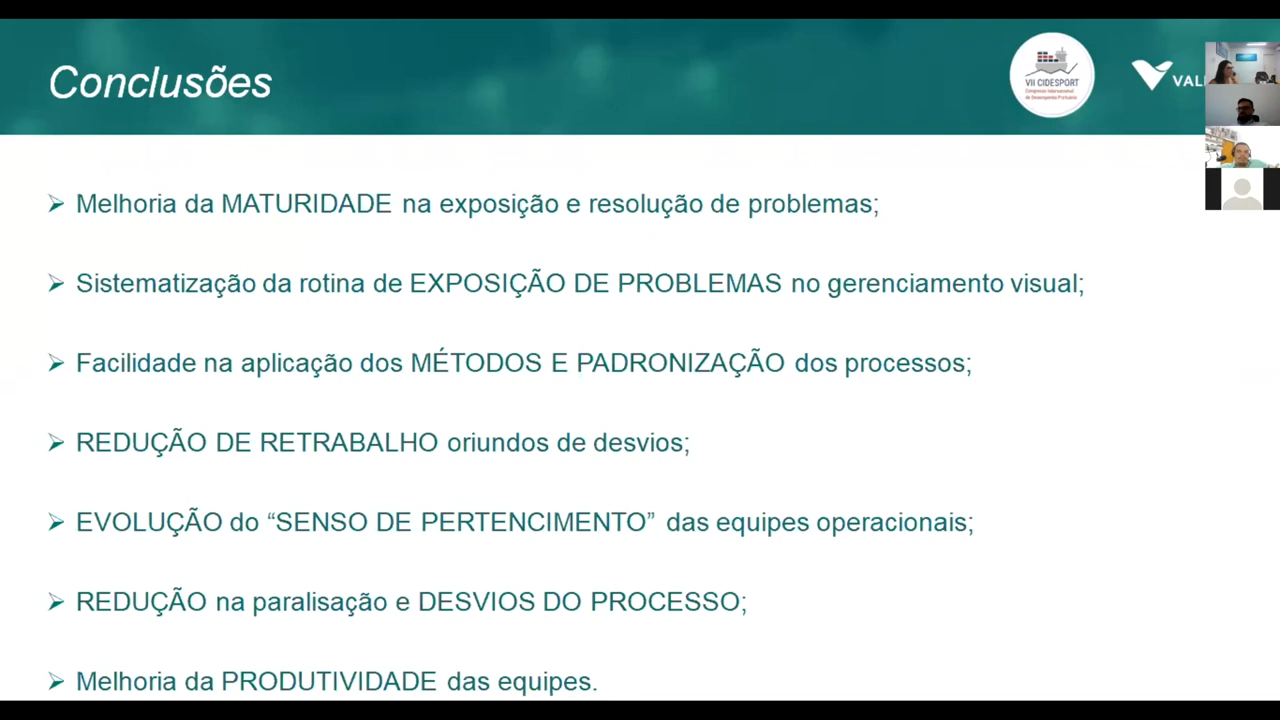 Conclusões
VII CIDESPORT
Congresso Internacional
de Desempenho Portuário
Melhoria da MATURIDADE na exposição e resolução de problemas;
Sistematização da rotina de EXPOSIÇÃO DE PROBLEMAS no gerenciamento visual;
Facilidade na aplicação dos MÉTODOS E PADRONIZAÇÃO dos processos;
REDUÇÃO DE RETRABALHO oriundos de desvios;
EVOLUÇÃO do “SENSO DE PERTENCIMENTO” das equipes operacionais;
REDUÇÃO na paralisação e DESVIOS DO PROCESSO;
Melhoria da PRODUTIVIDADE das equipes.